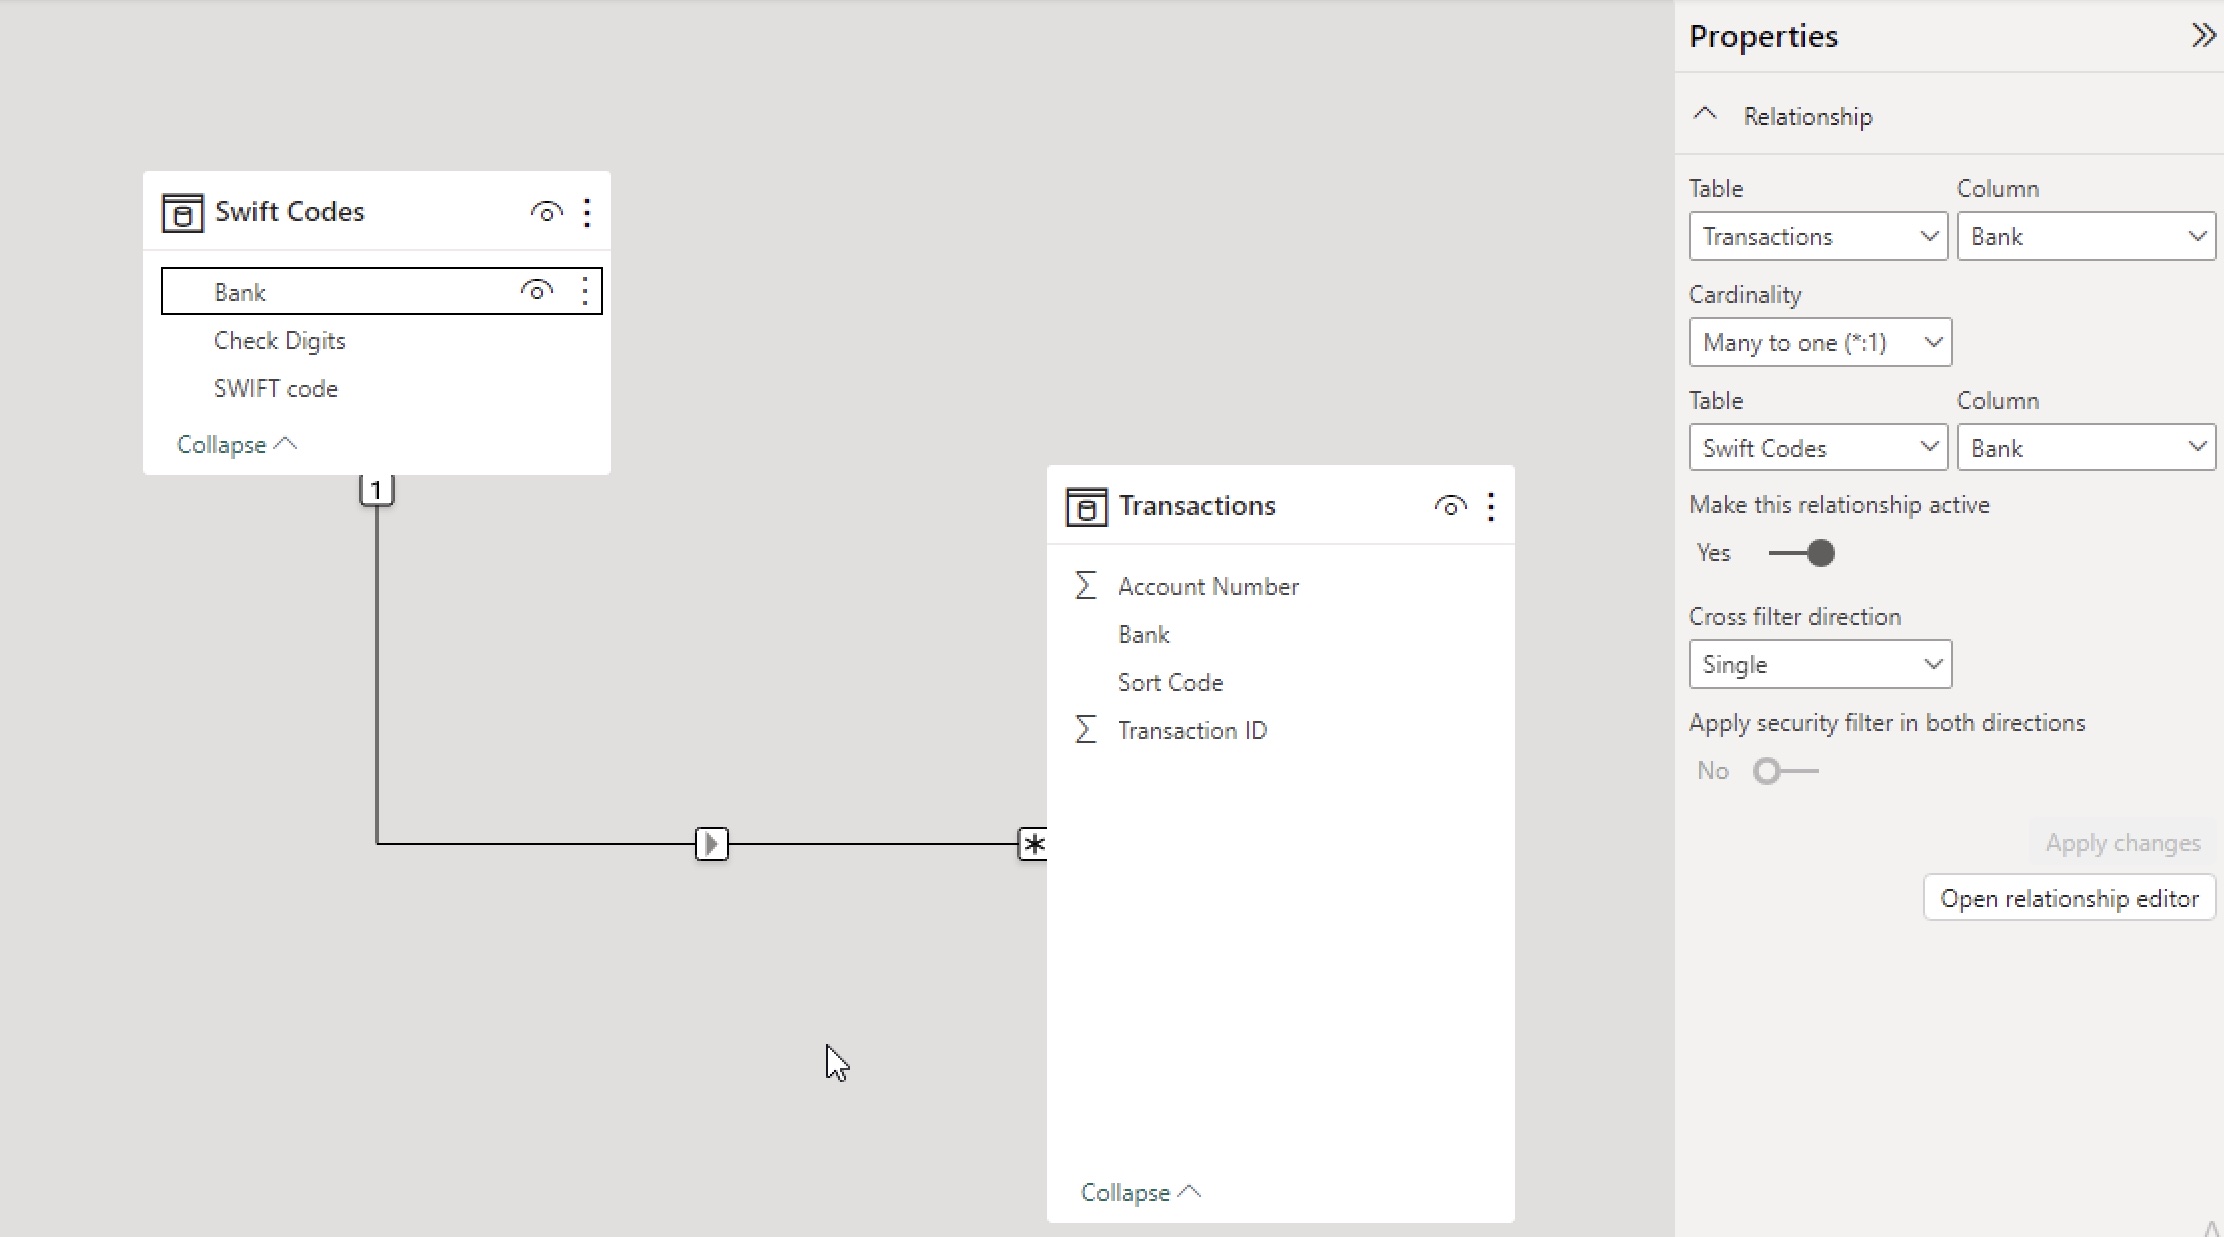 Swift Codes
Bank
Check Digits
SWIFT code
Collapse
1
*
Transactions
Σ Account Number
Bank
Sort Code
Σ Transaction ID
Collapse
Properties
Relationship
Table Column
Transactions Bank
Cardinality
Many to one (*:1)
Table Column
Swift Codes Bank
Make this relationship active
Yes
Cross filter direction
Single
Apply security filter in both directions
No
Apply changes
Open relationship editor